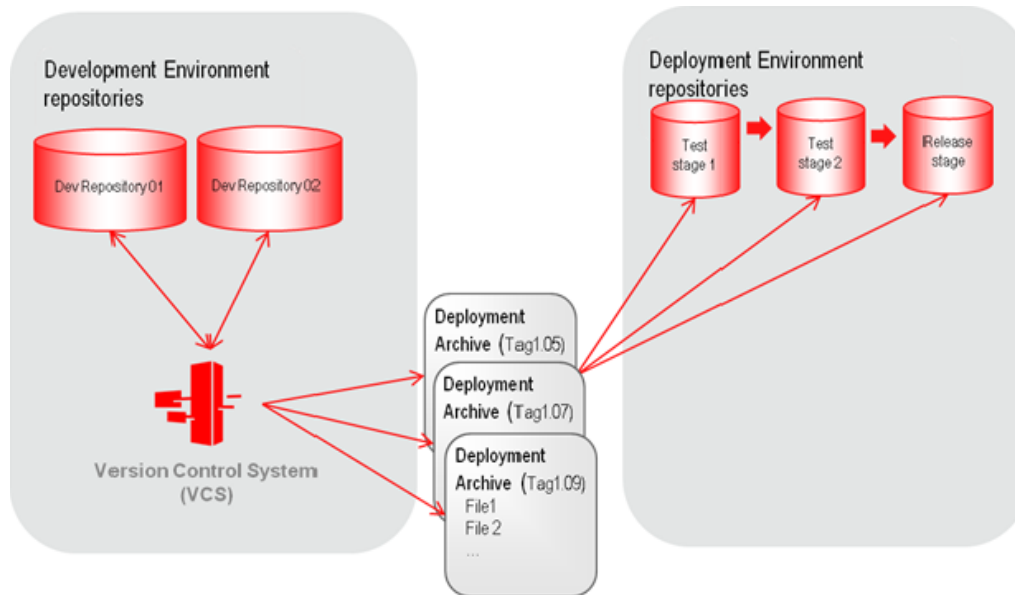 Development Environment
repositories
Dev Repository 01
Dev Repository 02
Version Control System
(VCS)
Deployment
Archive (Tag1.05)
Deployment
Archive (Tag1.07)
Deployment
Archive (Tag1.09)
File1
File 2
...
Deployment Environment
repositories
Test
stage 1
Test
stage 2
lRelease
stage